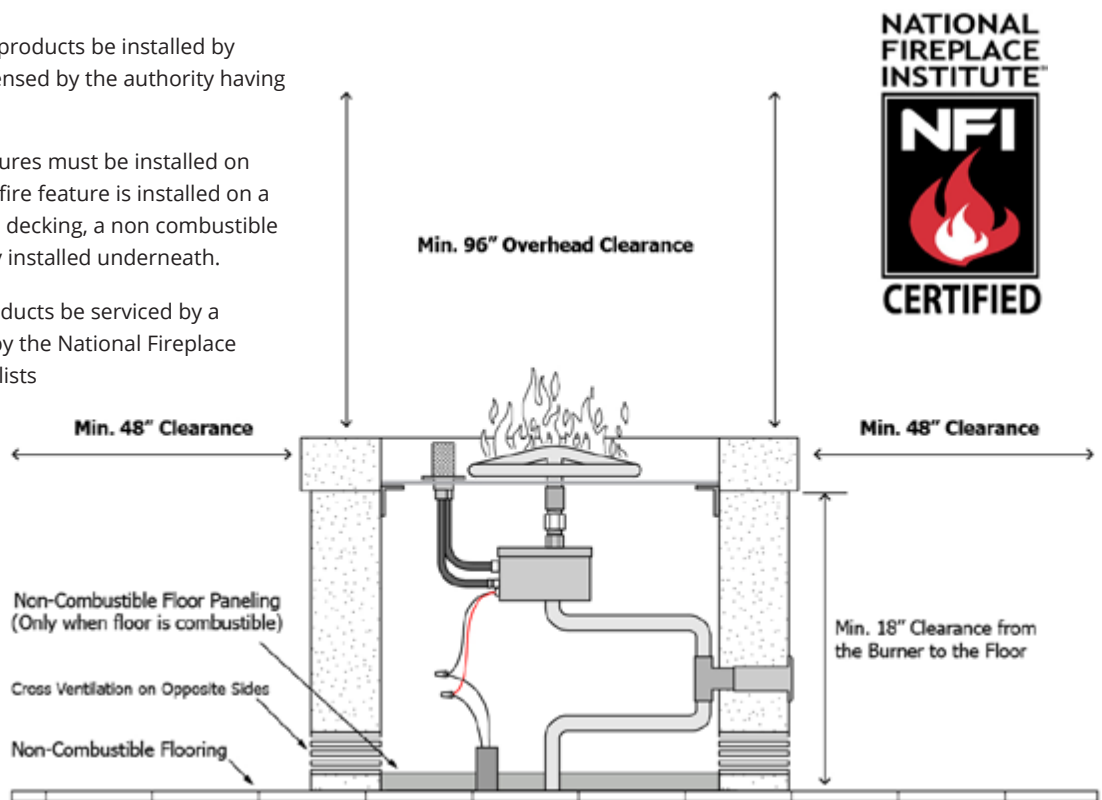 products be installed by
ensed by the authority having
ures must be installed on
fire feature is installed on a
decking, a non combustible
installed underneath.
ducts be serviced by a
by the National Fireplace
lists
NATIONAL
FIREPLACE
INSTITUTE
NFI
CERTIFIED
Min. 96" Overhead Clearance
Min. 48" Clearance
Min. 48" Clearance
Non-Combustible Floor Paneling
(Only when floor is combustible)
Min. 18" Clearance from
the Burner to the Floor
Cross Ventilation on Opposite Sides
Non-Combustible Flooring